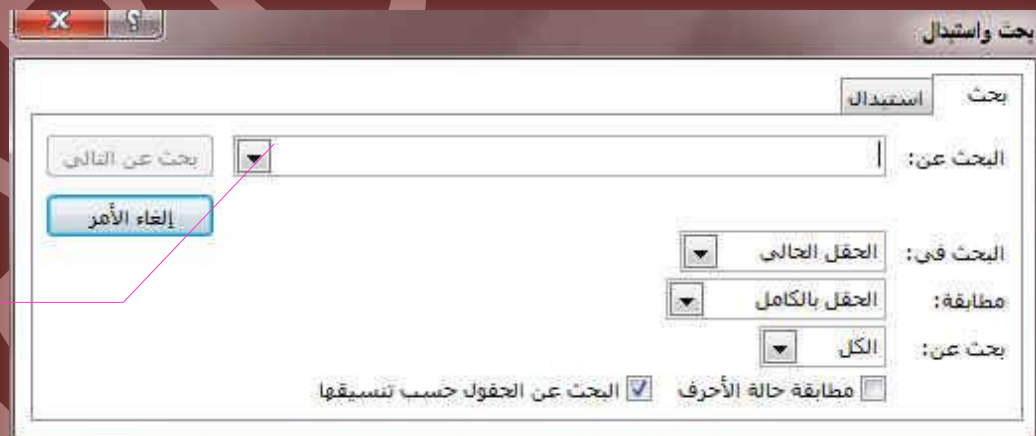 بحث واستبدال
بحث استبدال
البحث عن: بحث عن التالي
إلغاء الأمر
البحث في: الحقل الحالي
مطابقة: الحقل بالكامل
بحث عن: الكل
مطابقة حالة الأحرف البحث عن الحقول حسب تنسيقها